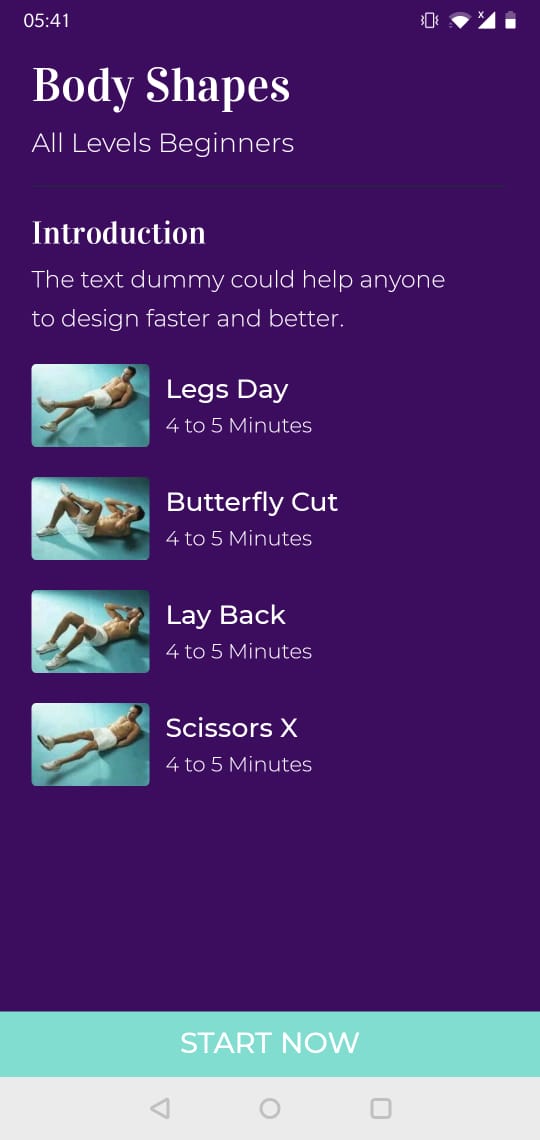 05:41
Body Shapes
All Levels Beginners
Introduction
The text dummy could help anyone
to design faster and better.
Legs Day
4 to 5 Minutes
Butterfly Cut
4 to 5 Minutes
Lay Back
4 to 5 Minutes
Scissors X
4 to 5 Minutes
START NOW